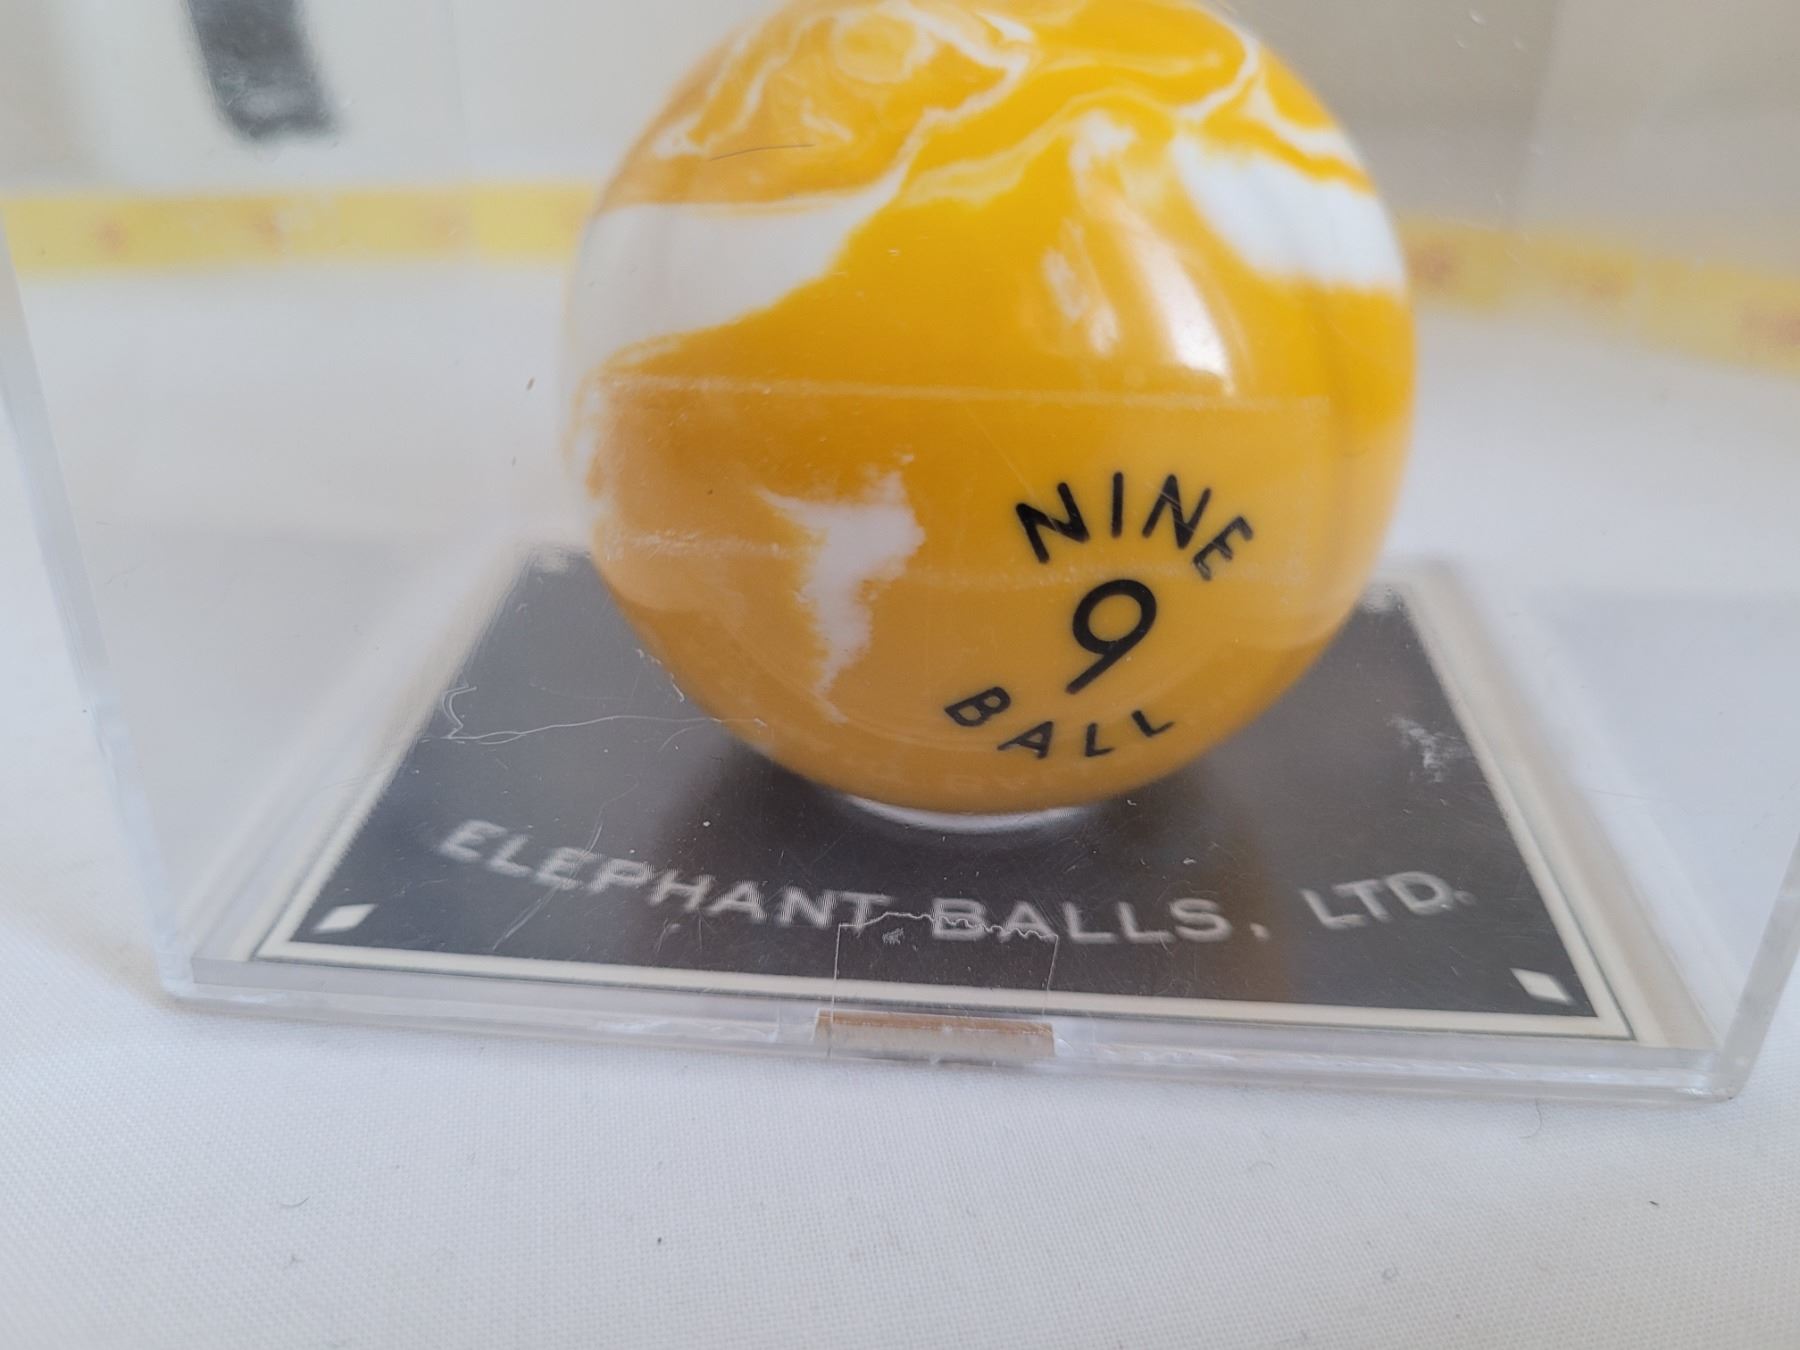 NINE
9
BALL
ELEPHANT BALLS, LTD.